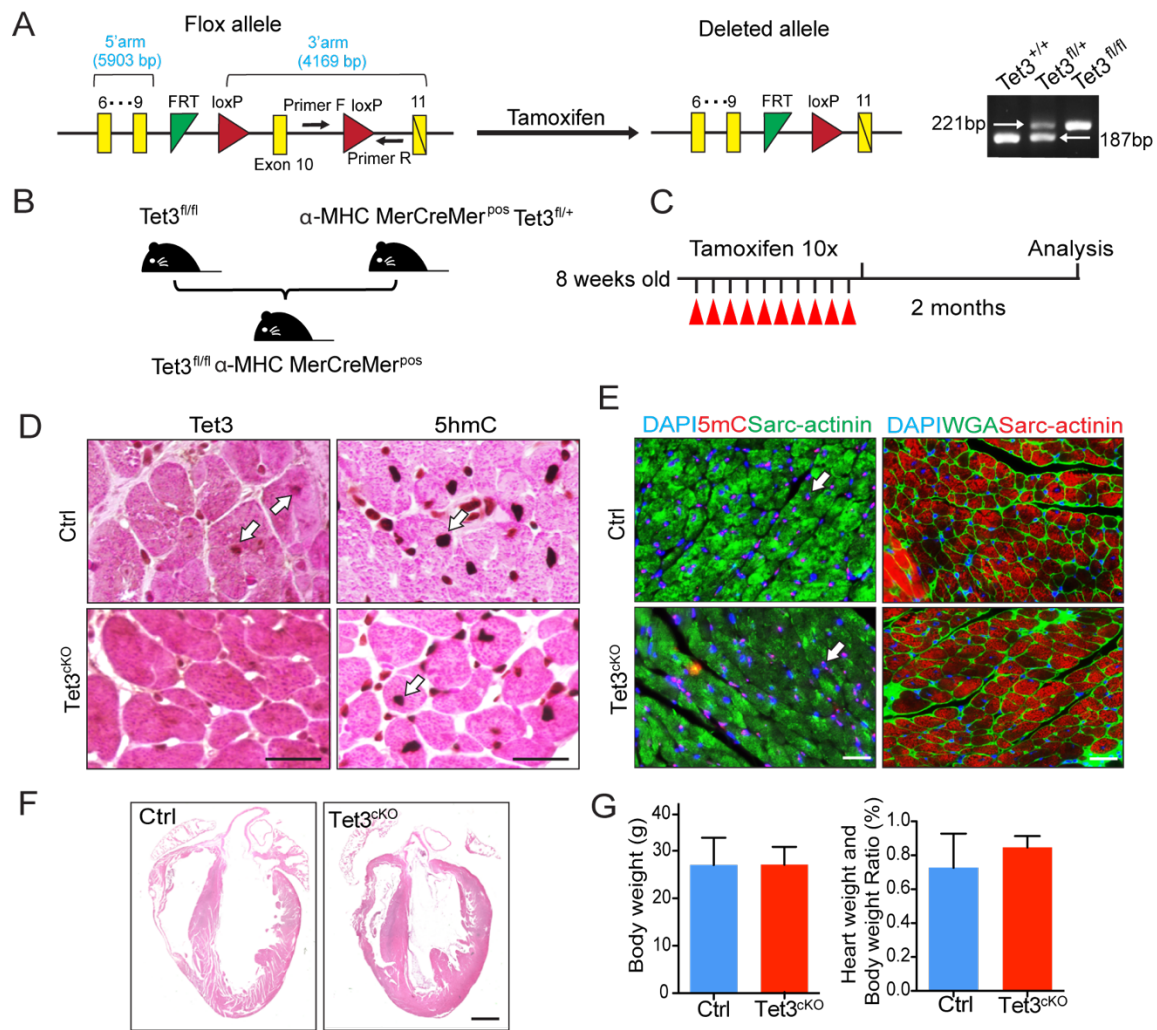 A
Flox allele
5'arm
(5903 bp)
3'arm
(4169 bp)
6···9 FRT loxP Primer F loxP 11
Exon 10 Primer R
Tamoxifen
Deleted allele
6···9 FRT loxP 11
Tet3+/+ Tet3fl/+ Tet3fl/fl
221bp
187bp
B
Tet3fl/fl α-MHC MerCreMerpos Tet3fl/+
Tet3fl/fl α-MHC MerCreMerpos
C
Tamoxifen 10x Analysis
8 weeks old
2 months
D
Tet3 5hmC
Ctrl
Tet3cKO
E
DAPI5mCSarc-actinin DAPIWGASarc-actinin
Ctrl
Tet3cKO
F
Ctrl Tet3cKO
G
Body weight (g)
40
30
20
10
0
Ctrl Tet3cKO
Heart weight and
Body weight Ratio (%)
1.0
0.8
0.6
0.4
0.2
0.0
Ctrl Tet3cKO